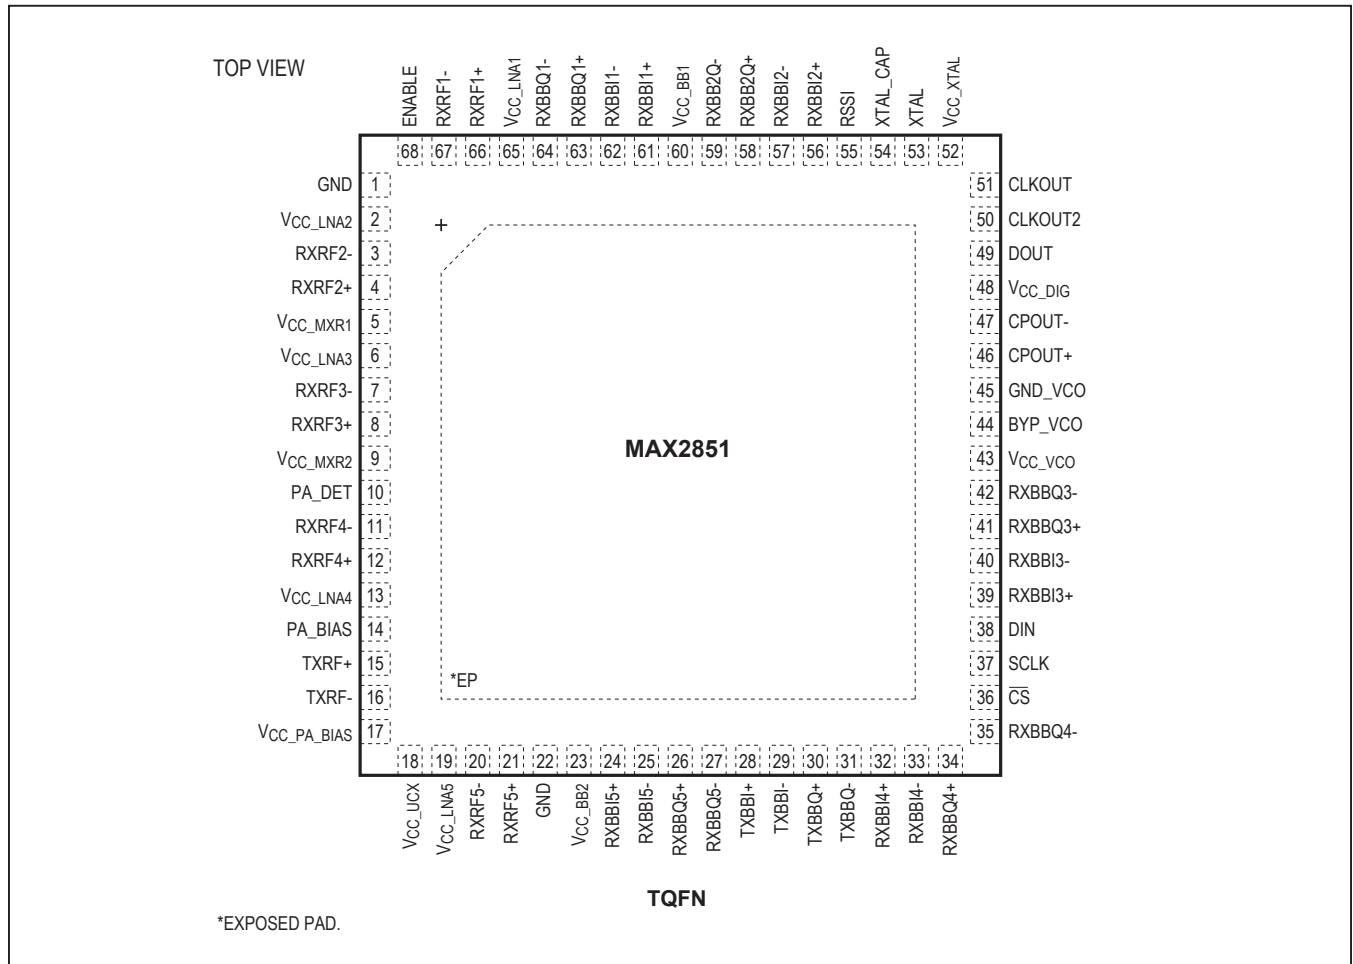 TOP VIEW
ENABLE
RXRF1-
RXRF1+
VCC_LNA1
RXBBQ1-
RXBBQ1+
RXBBI1-
RXBBI1+
VCC_BB1
RXBB2Q-
RXBB2Q+
RXBBI2-
RXBBI2+
RSSI
XTAL_CAP
XTAL
VCC_XTAL
68 67 66 65 64 63 62 61 60 59 58 57 56 55 54 53 52
GND 1
VCC_LNA2 2
RXRF2- 3
RXRF2+ 4
VCC_MXR1 5
VCC_LNA3 6
RXRF3- 7
RXRF3+ 8
VCC_MXR2 9
PA_DET 10
RXRF4- 11
RXRF4+ 12
VCC_LNA4 13
PA_BIAS 14
TXRF+ 15
TXRF- 16
VCC_PA_BIAS 17
+
MAX2851
*EP
51 CLKOUT
50 CLKOUT2
49 DOUT
48 VCC_DIG
47 CPOUT-
46 CPOUT+
45 GND_VCO
44 BYP_VCO
43 VCC_VCO
42 RXBBQ3-
41 RXBBQ3+
40 RXBBI3-
39 RXBBI3+
38 DIN
37 SCLK
36 C̅S̅
35 RXBBQ4-
18 19 20 21 22 23 24 25 26 27 28 29 30 31 32 33 34
VCC_UCX
VCC_LNA5
RXRF5-
RXRF5+
GND
VCC_BB2
RXBBI5+
RXBBI5-
RXBBQ5+
RXBBQ5-
TXBBI+
TXBBI-
TXBBQ+
TXBBQ-
RXBBI4+
RXBBI4-
RXBBQ4+
TQFN
*EXPOSED PAD.